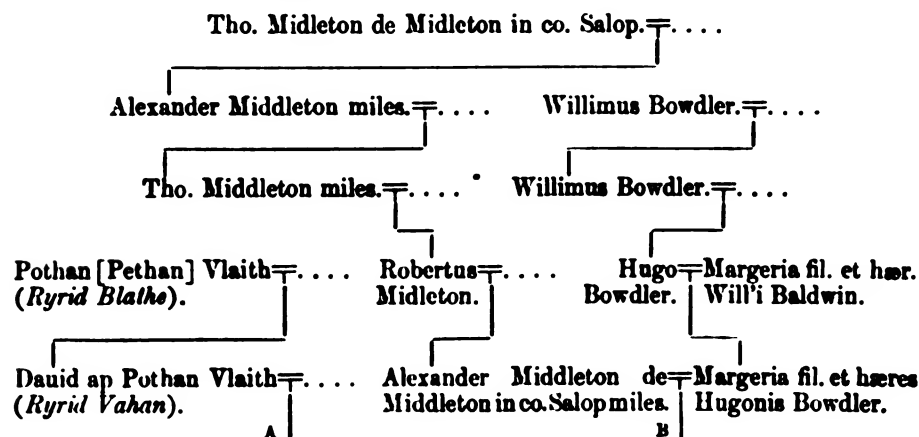 Tho. Midleton de Midleton in co. Salop.=....
Alexander Middleton miles.=.... Willimus Bowdler.=....
Tho. Middleton miles.=.... Willimus Bowdler.=....
Pothan [Pethan] Vlaith=.... Robertus=.... Hugo=Margeria fil. et hær.
(Ryrid Blathe). Midleton. Bowdler. Will'i Baldwin.
Dauid ap Pothan Vlaith=.... Alexander Middleton de=Margeria fil. et hæres
(Ryrid Vahan). Middleton in co. Salop miles. Hugonis Bowdler.
A B